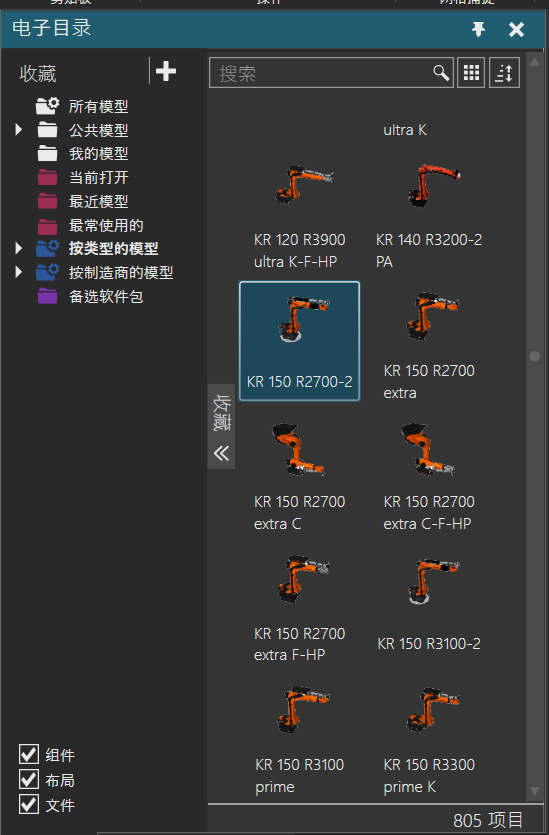 电子目录
收藏
搜索
所有模型
公共模型
我的模型
当前打开
最近模型
最常使用的
按类型的模型
按制造商的模型
备选软件包
组件
布局
文件
收藏
ultra K
KR 120 R3900
ultra K-F-HP
KR 140 R3200-2
PA
KR 150 R2700-2
KR 150 R2700
extra
KR 150 R2700
extra C
KR 150 R2700
extra C-F-HP
KR 150 R2700
extra F-HP
KR 150 R3100-2
KR 150 R3100
prime
KR 150 R3300
prime K
805 项目